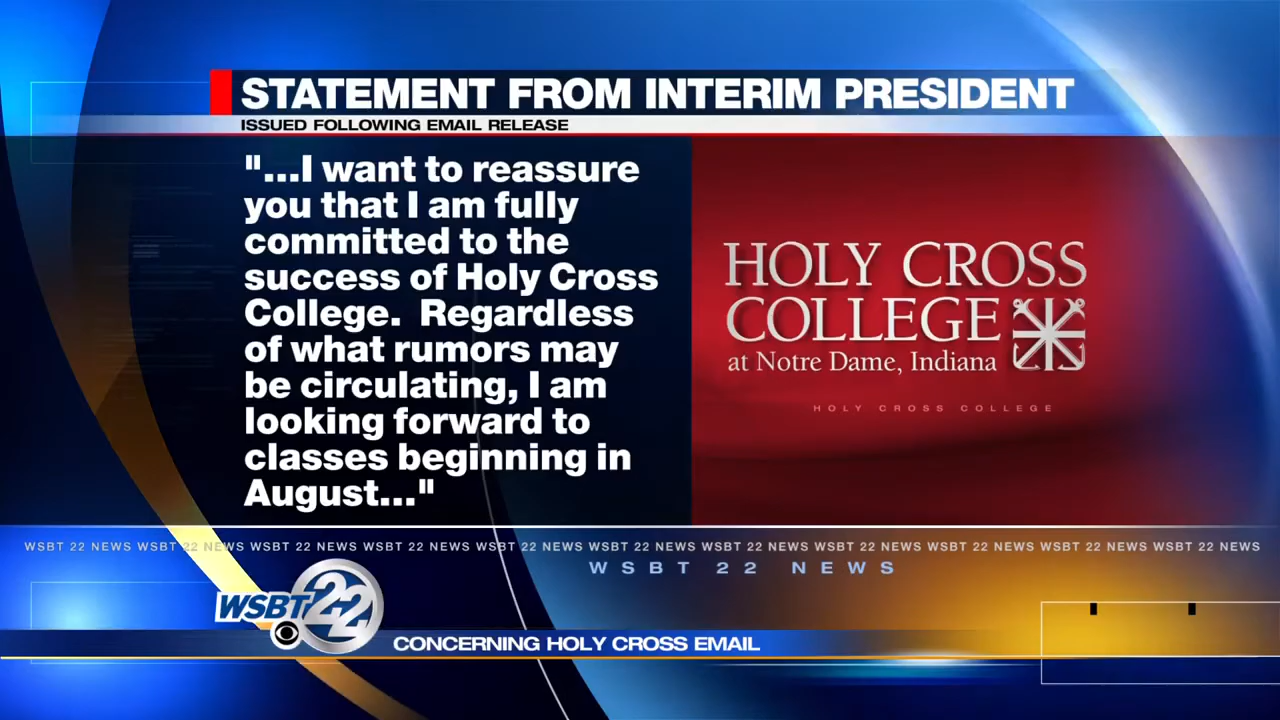 STATEMENT FROM INTERIM PRESIDENT
ISSUED FOLLOWING EMAIL RELEASE
"...I want to reassure
you that I am fully
committed to the
success of Holy Cross
College.  Regardless
of what rumors may
be circulating, I am
looking forward to
classes beginning in
August..."
HOLY CROSS
COLLEGE
at Notre Dame, Indiana
HOLY CROSS COLLEGE
WSBT 22 NEWS WSBT 22 NEWS WSBT 22 NEWS WSBT 22 NEWS WSBT 22 NEWS WSBT 22 NEWS WSBT 22 NEWS WSBT 22 NEWS WSBT 22 NEWS WSBT 22 NEWS WSBT 22 NEWS
WSBT 22 NEWS
WSBT 22
CONCERNING HOLY CROSS EMAIL